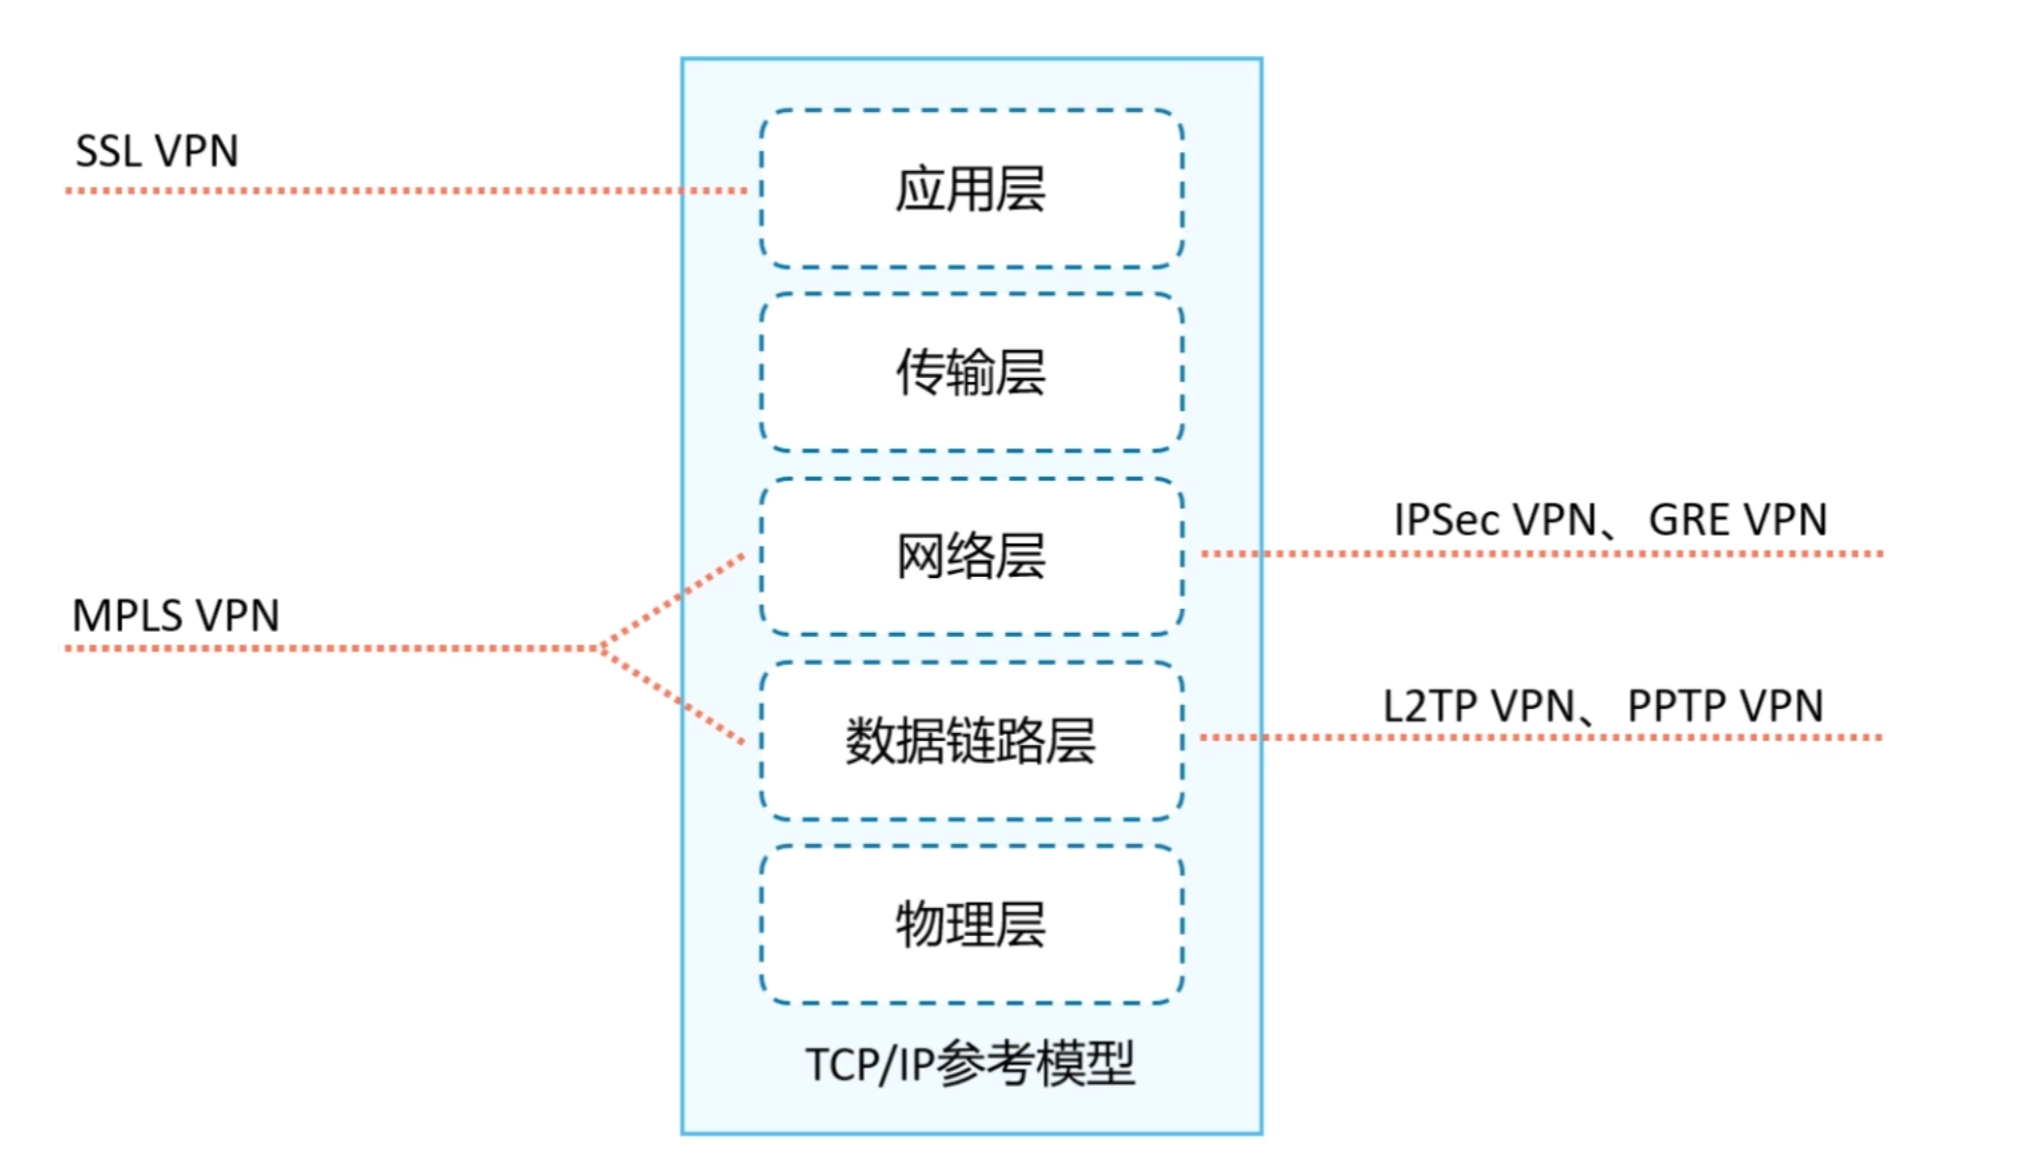 SSL VPN
应用层
传输层
IPSec VPN、GRE VPN
网络层
MPLS VPN
L2TP VPN、PPTP VPN
数据链路层
物理层
TCP/IP参考模型